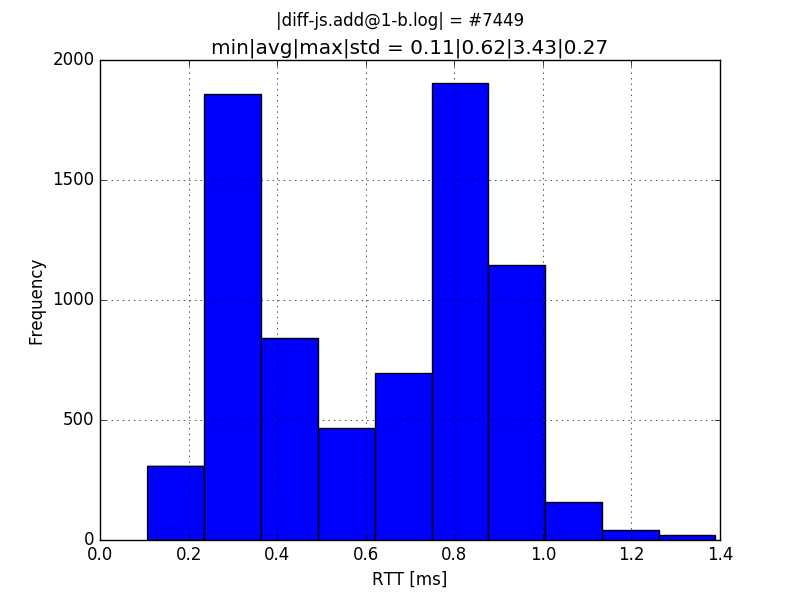 |diff-js.add@1-b.log| = #7449
min|avg|max|std = 0.11|0.62|3.43|0.27
2000
1500
1000
500
0
Frequency
0.0 0.2 0.4 0.6 0.8 1.0 1.2 1.4
RTT [ms]